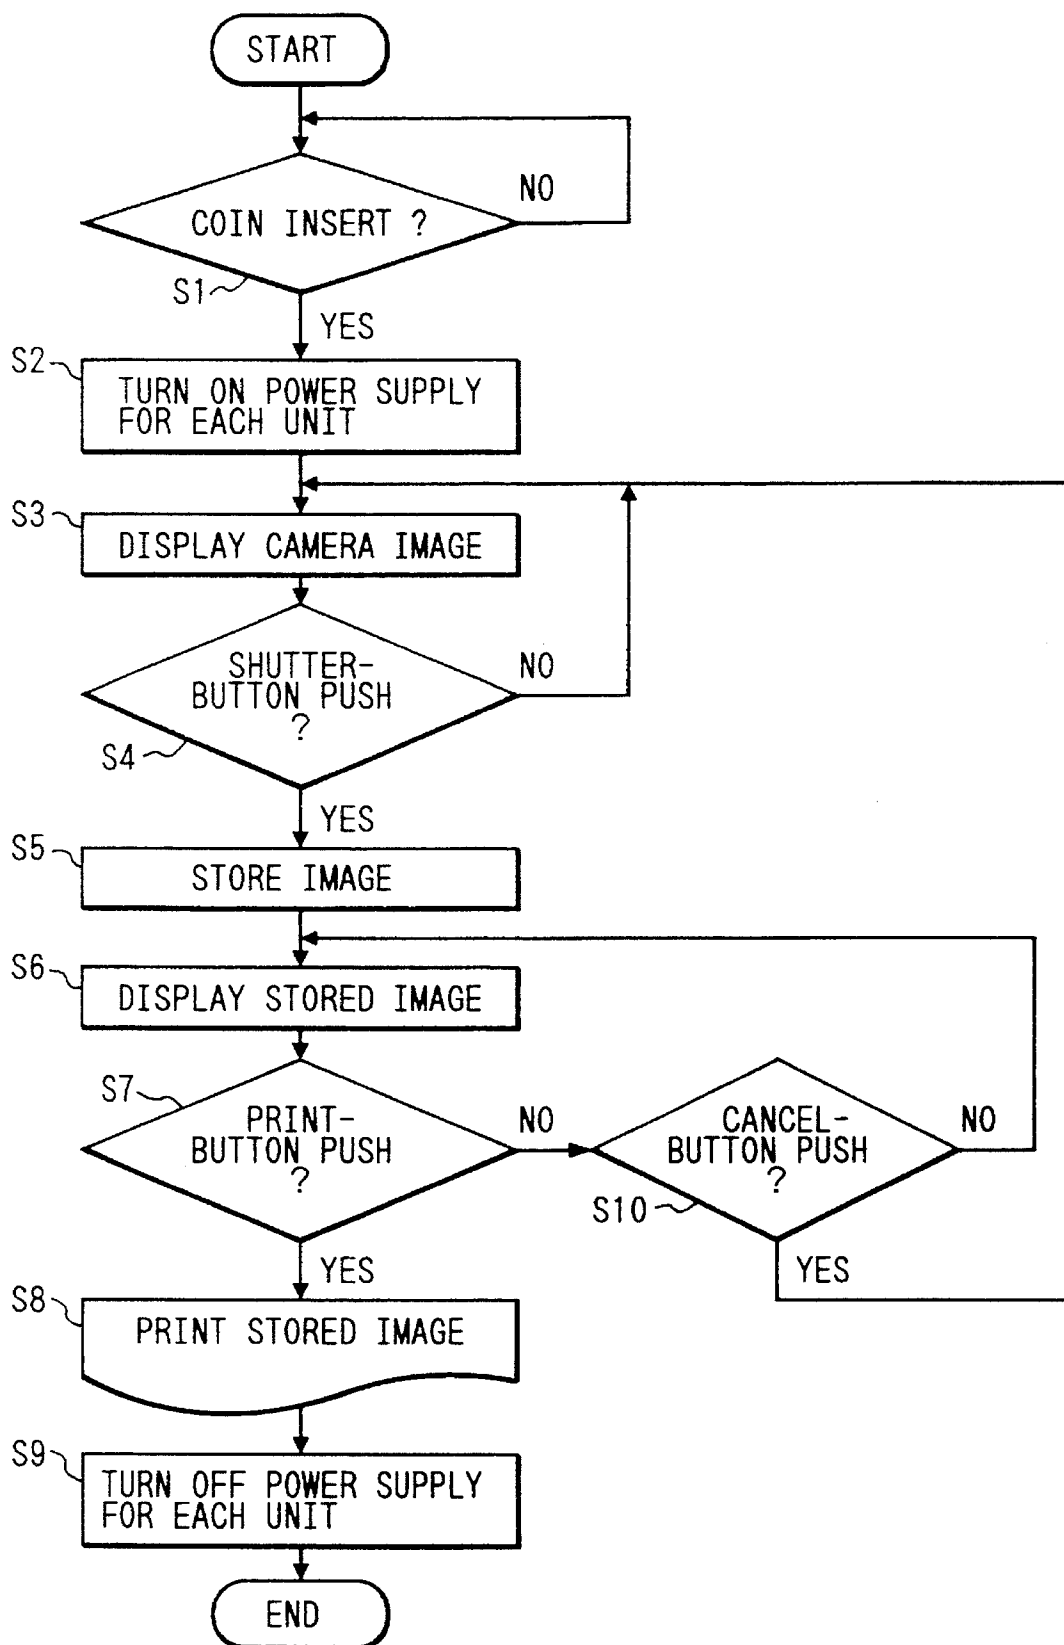 START
NO
COIN INSERT ?
S1
YES
S2
TURN ON POWER SUPPLY
FOR EACH UNIT
S3
DISPLAY CAMERA IMAGE
SHUTTER-
BUTTON PUSH
?
NO
S4
YES
S5
STORE IMAGE
S6
DISPLAY STORED IMAGE
S7
PRINT-
BUTTON PUSH
?
NO
CANCEL-
BUTTON PUSH
?
NO
S10
YES
YES
S8
PRINT STORED IMAGE
S9
TURN OFF POWER SUPPLY
FOR EACH UNIT
END